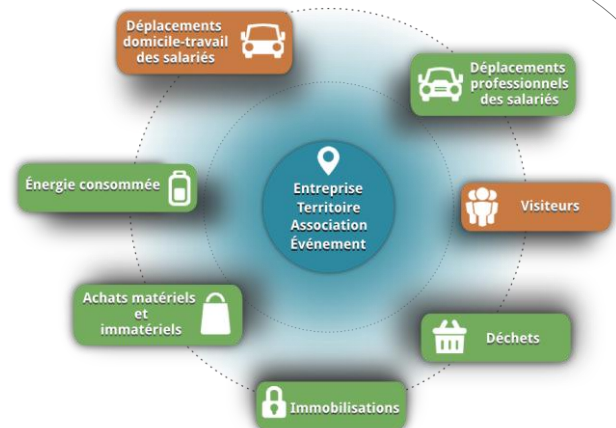 Déplacements
domicile-travail
des salariés
Déplacements
professionnels
des salariés
Énergie consommée
Entreprise
Territoire
Association
Événement
Visiteurs
Achats matériels
et
immatériels
Déchets
Immobilisations